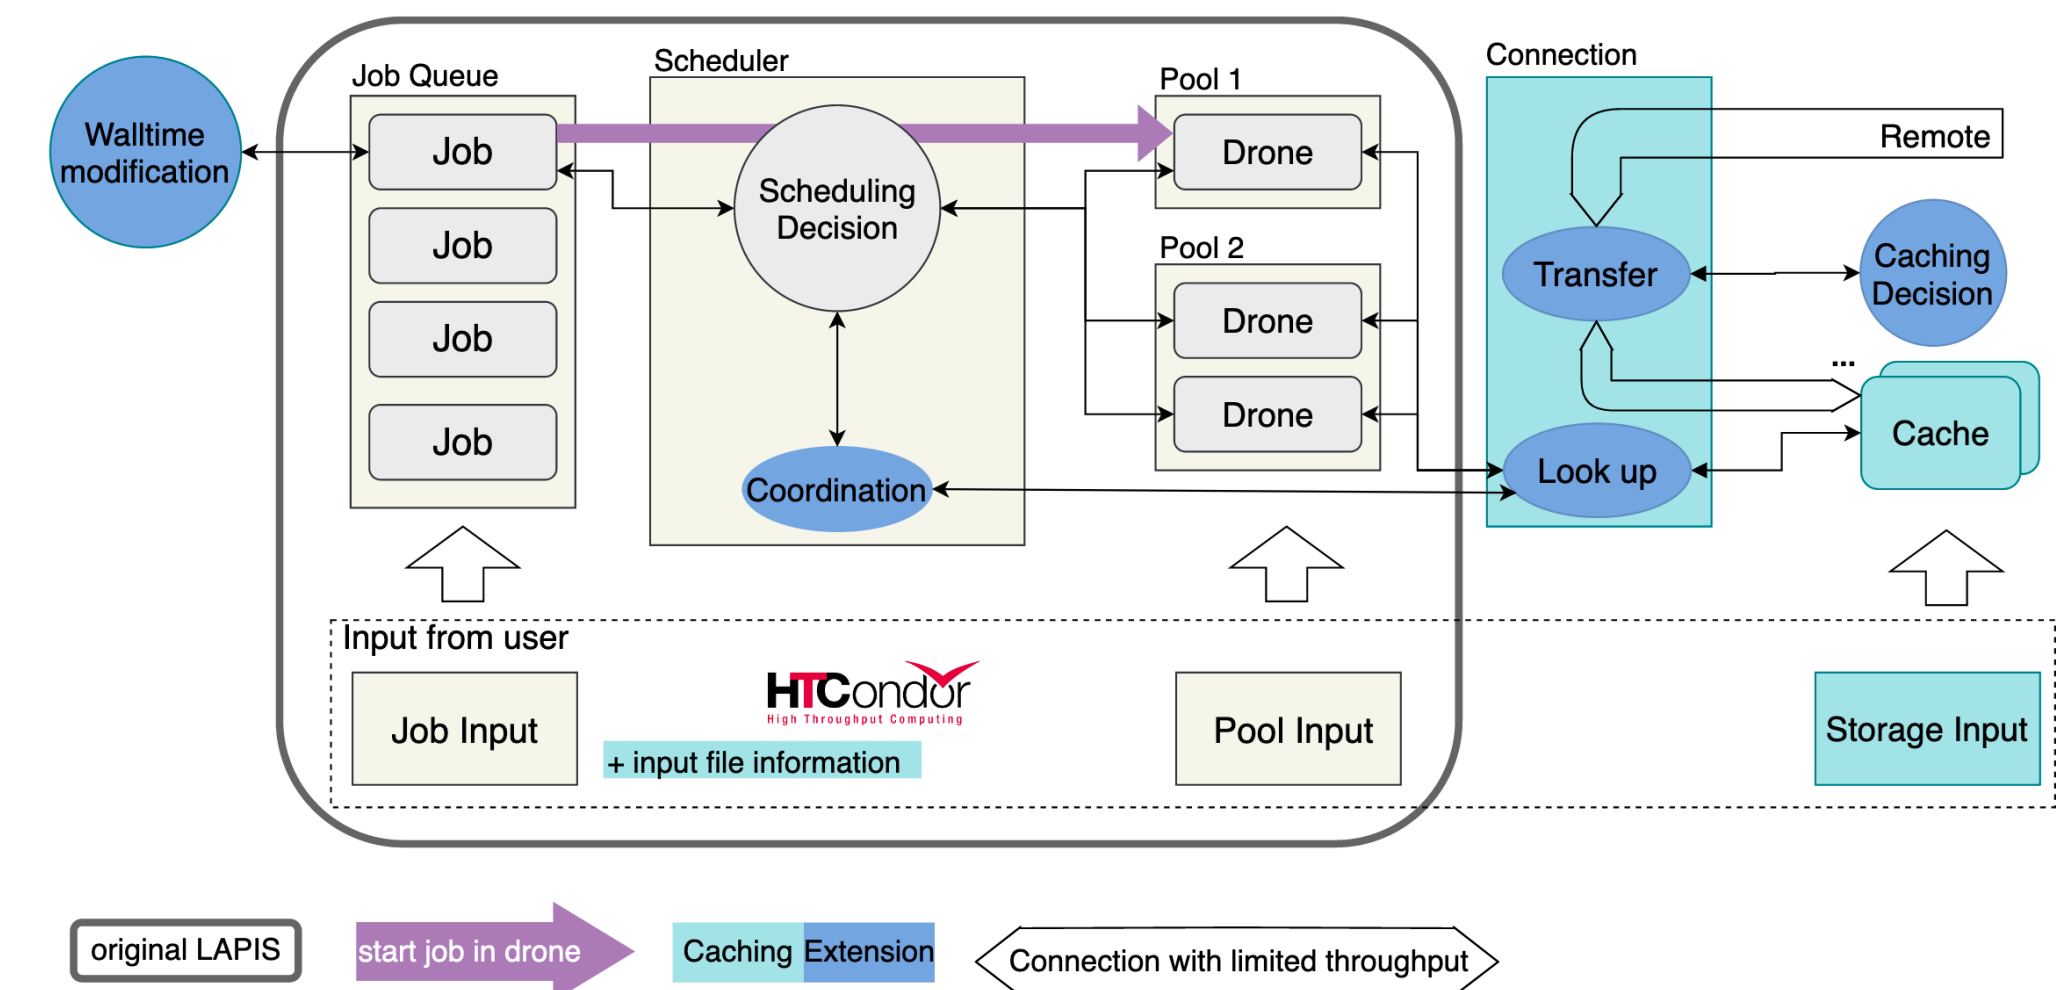 Walltime
modification
Job Queue
Job
Job
Job
Job
Scheduler
Scheduling
Decision
Coordination
Pool 1
Drone
Pool 2
Drone
Drone
Connection
Remote
Transfer
Caching
Decision
...
Cache
Look up
Input from user
Job Input
HTCondor
High Throughput Computing
+ input file information
Pool Input
Storage Input
original LAPIS
start job in drone
Caching Extension
Connection with limited throughput